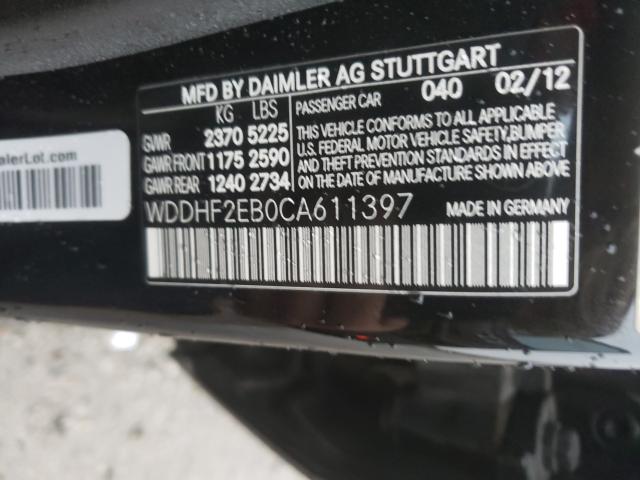 MFD BY DAIMLER AG STUTTGART
KG LBS PASSENGER CAR 040 02/12
GVWR 2370 5225
GAWR FRONT 1175 2590
GAWR REAR 1240 2734
THIS VEHICLE CONFORMS TO ALL APPLICABLE
U.S. FEDERAL MOTOR VEHICLE SAFETY, BUMPER
AND THEFT PREVENTION STANDARDS IN EFFECT
ON THE DATE OF MANUFACTURE SHOWN ABOVE
WDDHF2EB0CA611397 MADE IN GERMANY
alerLot.com